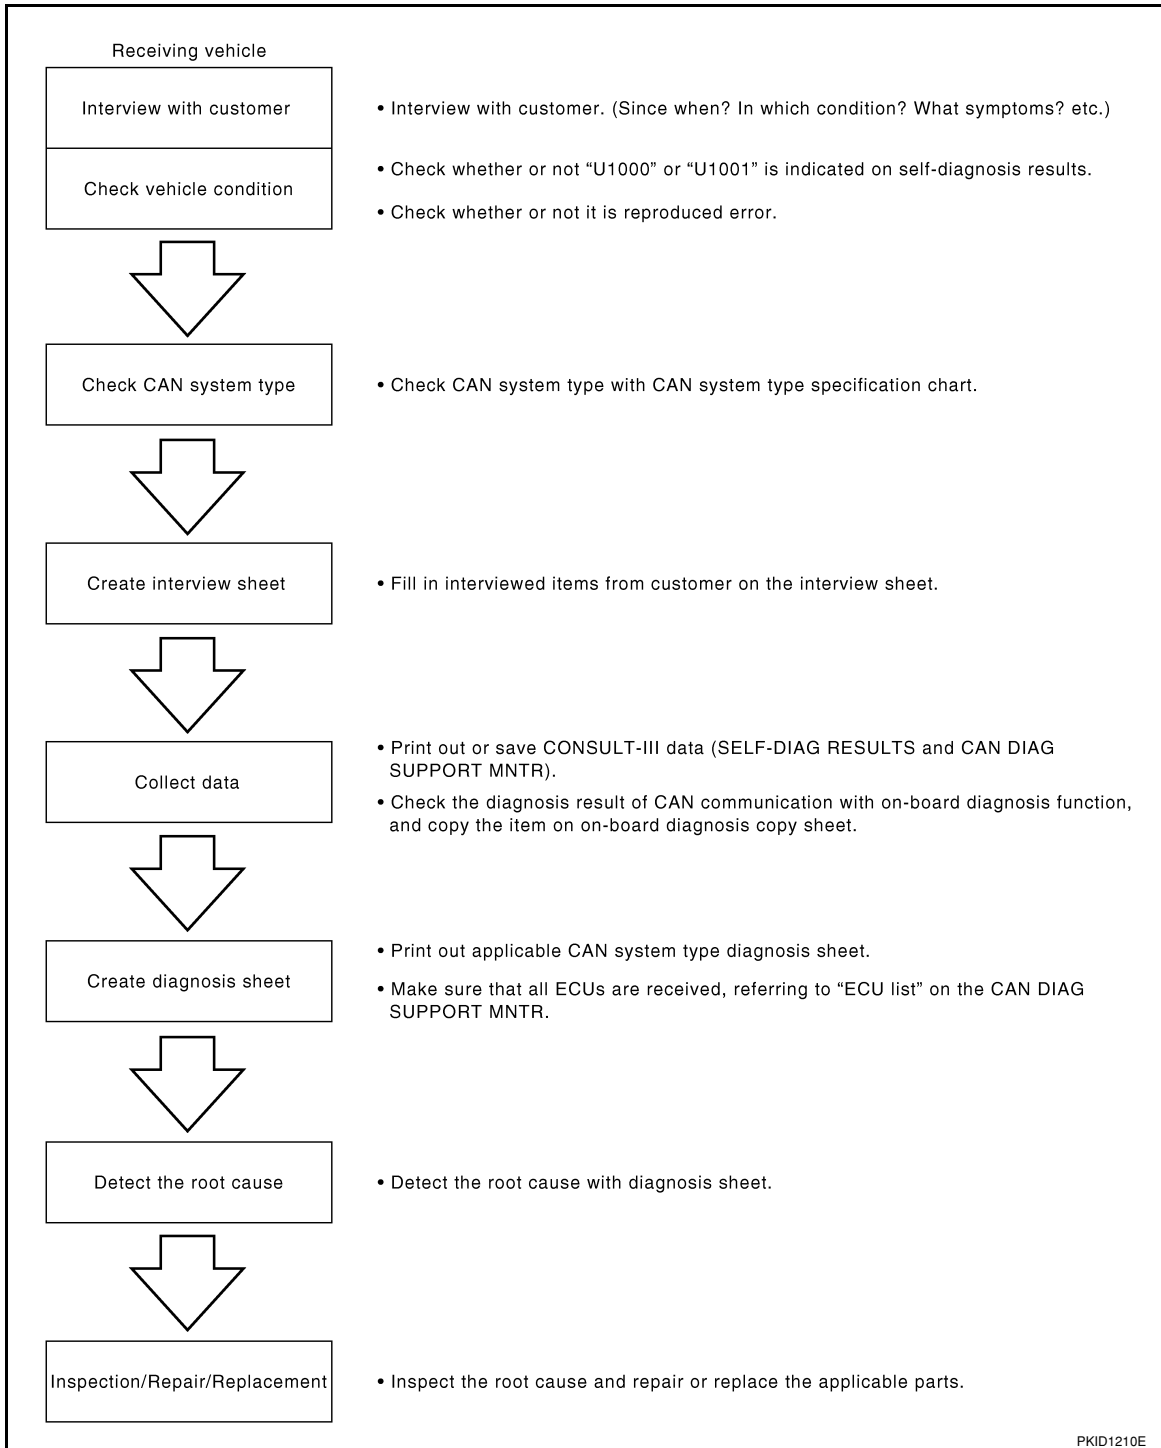 Receiving vehicle
Interview with customer
• Interview with customer. (Since when? In which condition? What symptoms? etc.)
Check vehicle condition
• Check whether or not “U1000” or “U1001” is indicated on self-diagnosis results.
• Check whether or not it is reproduced error.
Check CAN system type
• Check CAN system type with CAN system type specification chart.
Create interview sheet
• Fill in interviewed items from customer on the interview sheet.
Collect data
• Print out or save CONSULT-III data (SELF-DIAG RESULTS and CAN DIAG
SUPPORT MNTR).
• Check the diagnosis result of CAN communication with on-board diagnosis function,
and copy the item on on-board diagnosis copy sheet.
Create diagnosis sheet
• Print out applicable CAN system type diagnosis sheet.
• Make sure that all ECUs are received, referring to “ECU list” on the CAN DIAG
SUPPORT MNTR.
Detect the root cause
• Detect the root cause with diagnosis sheet.
Inspection/Repair/Replacement
• Inspect the root cause and repair or replace the applicable parts.
PKID1210E